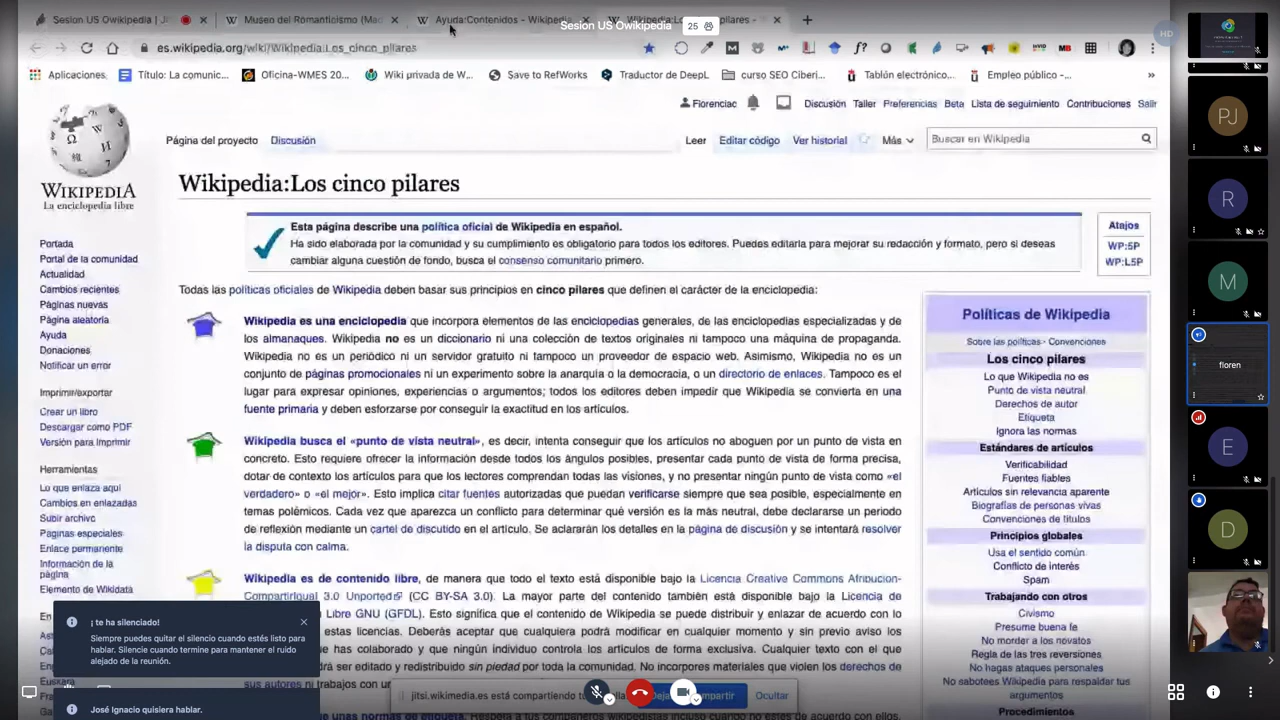 Sesion US Owikipedia | Ji
Museo del Romanticismo (Mad
Ayuda:Contenidos - Wikipedia
Wikipedia:Lo
pilares -
Sesion US Owikipedia
25
HD
es.wikipedia.org/wiki/Wikipedia:Los_cinco_pilares
Aplicaciones
Título: La comunic...
Oficina-WMES 20...
Wiki privada de W...
Save to RefWorks
Traductor de DeepL
curso SEO Ciberi...
Tablón electrónico...
Empleo público -...
Florenciac
Discusión
Taller
Preferencias
Beta
Lista de seguimiento
Contribuciones
Salir
Página del proyecto
Discusión
Leer
Editar código
Ver historial
Más
Buscar en Wikipedia
WIKIPEDIA
La enciclopedia libre
Portada
Portal de la comunidad
Actualidad
Cambios recientes
Páginas nuevas
Página aleatoria
Ayuda
Donaciones
Notificar un error
Imprimir/exportar
Crear un libro
Descargar como PDF
Versión para imprimir
Herramientas
Lo que enlaza aquí
Cambios en enlazadas
Subir archivo
Páginas especiales
Enlace permanente
Información de la
página
Elemento de Wikidata
Wikipedia:Los cinco pilares
Esta página describe una política oficial de Wikipedia en español.
Ha sido elaborada por la comunidad y su cumplimiento es obligatorio para todos los editores. Puedes editarla para mejorar su redacción y formato, pero si deseas
cambiar alguna cuestión de fondo, busca el consenso comunitario primero.
Atajos
WP:5P
WP:L5P
Todas las políticas oficiales de Wikipedia deben basar sus principios en cinco pilares que definen el carácter de la enciclopedia:
Wikipedia es una enciclopedia que incorpora elementos de las enciclopedias generales, de las enciclopedias especializadas y de
los almanaques. Wikipedia no es un diccionario ni una colección de textos originales ni tampoco una máquina de propaganda.
Wikipedia no es un periódico ni un servidor gratuito ni tampoco un proveedor de espacio web. Asimismo, Wikipedia no es un
conjunto de páginas promocionales ni un experimento sobre la anarquía o la democracia, o un directorio de enlaces. Tampoco es el
lugar para expresar opiniones, experiencias o argumentos; todos los editores deben impedir que Wikipedia se convierta en una
fuente primaria y deben esforzarse por conseguir la exactitud en los artículos.
Wikipedia busca el «punto de vista neutral», es decir, intenta conseguir que los artículos no aboguen por un punto de vista en
concreto. Esto requiere ofrecer la información desde todos los ángulos posibles, presentar cada punto de vista de forma precisa,
dotar de contexto los artículos para que los lectores comprendan todas las visiones, y no presentar ningún punto de vista como «el
verdadero» o «el mejor». Esto implica citar fuentes autorizadas que puedan verificarse siempre que sea posible, especialmente en
temas polémicos. Cada vez que aparezca un conflicto para determinar qué versión es la más neutral, debe declararse un periodo
de reflexión mediante un cartel de discutido en el artículo. Se aclararán los detalles en la página de discusión y se intentará resolver
la disputa con calma.
Wikipedia es de contenido libre, de manera que todo el texto está disponible bajo la Licencia Creative Commons Atribucion-
CompartirIgual 3.0 Unported (CC BY-SA 3.0). La mayor parte del contenido también está disponible bajo la Licencia de
Libre GNU (GFDL). Esto significa que el contenido de Wikipedia se puede distribuir y enlazar de acuerdo con lo
estas licencias. Deberás aceptar que cualquiera podrá modificar en cualquier momento y sin previo aviso los
que has colaborado y que ningún individuo controla los artículos de forma exclusiva. Cualquier texto con el que
drá ser editado y redistribuido sin piedad por toda la comunidad. No incorpores materiales que violen los derechos de
sus autores ni trabajos con
Políticas de Wikipedia
Sobre las políticas · Convenciones
Los cinco pilares
Lo que Wikipedia no es
Punto de vista neutral
Derechos de autor
Etiqueta
Ignora las normas
Estándares de artículos
Verificabilidad
Fuentes fiables
Artículos sin relevancia aparente
Biografías de personas vivas
Convenciones de títulos
Principios globales
Usa el sentido común
Conflicto de interés
Spam
Trabajando con otros
Civismo
Presume buena fe
No morder a los novatos
Regla de las tres reversiones
No hagas ataques personales
No sabotees Wikipedia para respaldar tus
argumentos
Procedimientos
¡ te ha silenciado!
Siempre puedes quitar el silencio cuando estés listo para
hablar. Silencie cuando termine para mantener el ruido
alejado de la reunión.
José Ignacio quisiera hablar.
jitsi.wikimedia.es está compartiendo tu
Ocultar
PJ
R
M
floren
E
D